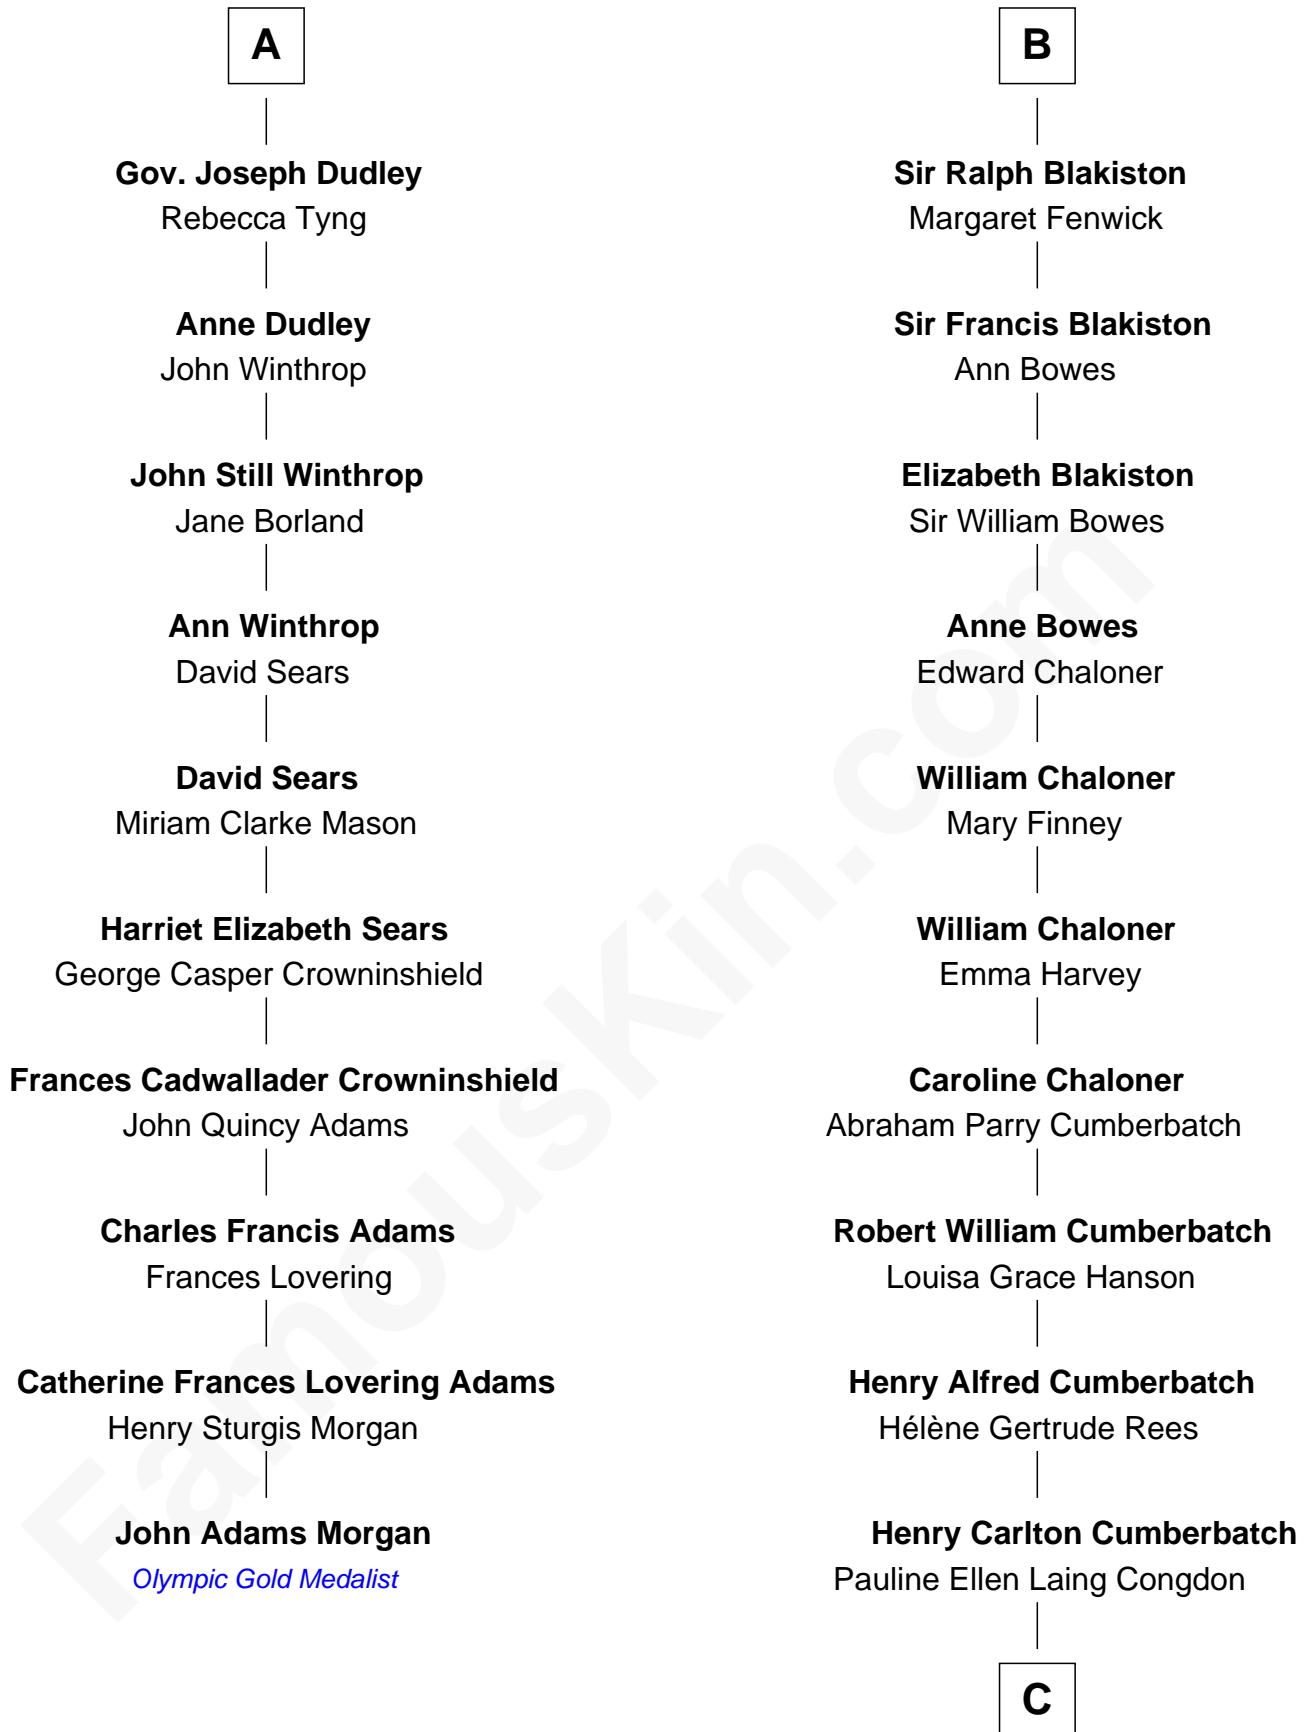 A
Gov. Joseph Dudley
Rebecca Tyng
Anne Dudley
John Winthrop
John Still Winthrop
Jane Borland
Ann Winthrop
David Sears
David Sears
Miriam Clarke Mason
Harriet Elizabeth Sears
George Casper Crowninshield
Frances Cadwallader Crowninshield
John Quincy Adams
Charles Francis Adams
Frances Lovering
Catherine Frances Lovering Adams
Henry Sturgis Morgan
John Adams Morgan
Olympic Gold Medalist
B
Sir Ralph Blakiston
Margaret Fenwick
Sir Francis Blakiston
Ann Bowes
Elizabeth Blakiston
Sir William Bowes
Anne Bowes
Edward Chaloner
William Chaloner
Mary Finney
William Chaloner
Emma Harvey
Caroline Chaloner
Abraham Parry Cumberbatch
Robert William Cumberbatch
Louisa Grace Hanson
Henry Alfred Cumberbatch
Hélène Gertrude Rees
Henry Carlton Cumberbatch
Pauline Ellen Laing Congdon
C
FamousKin.com